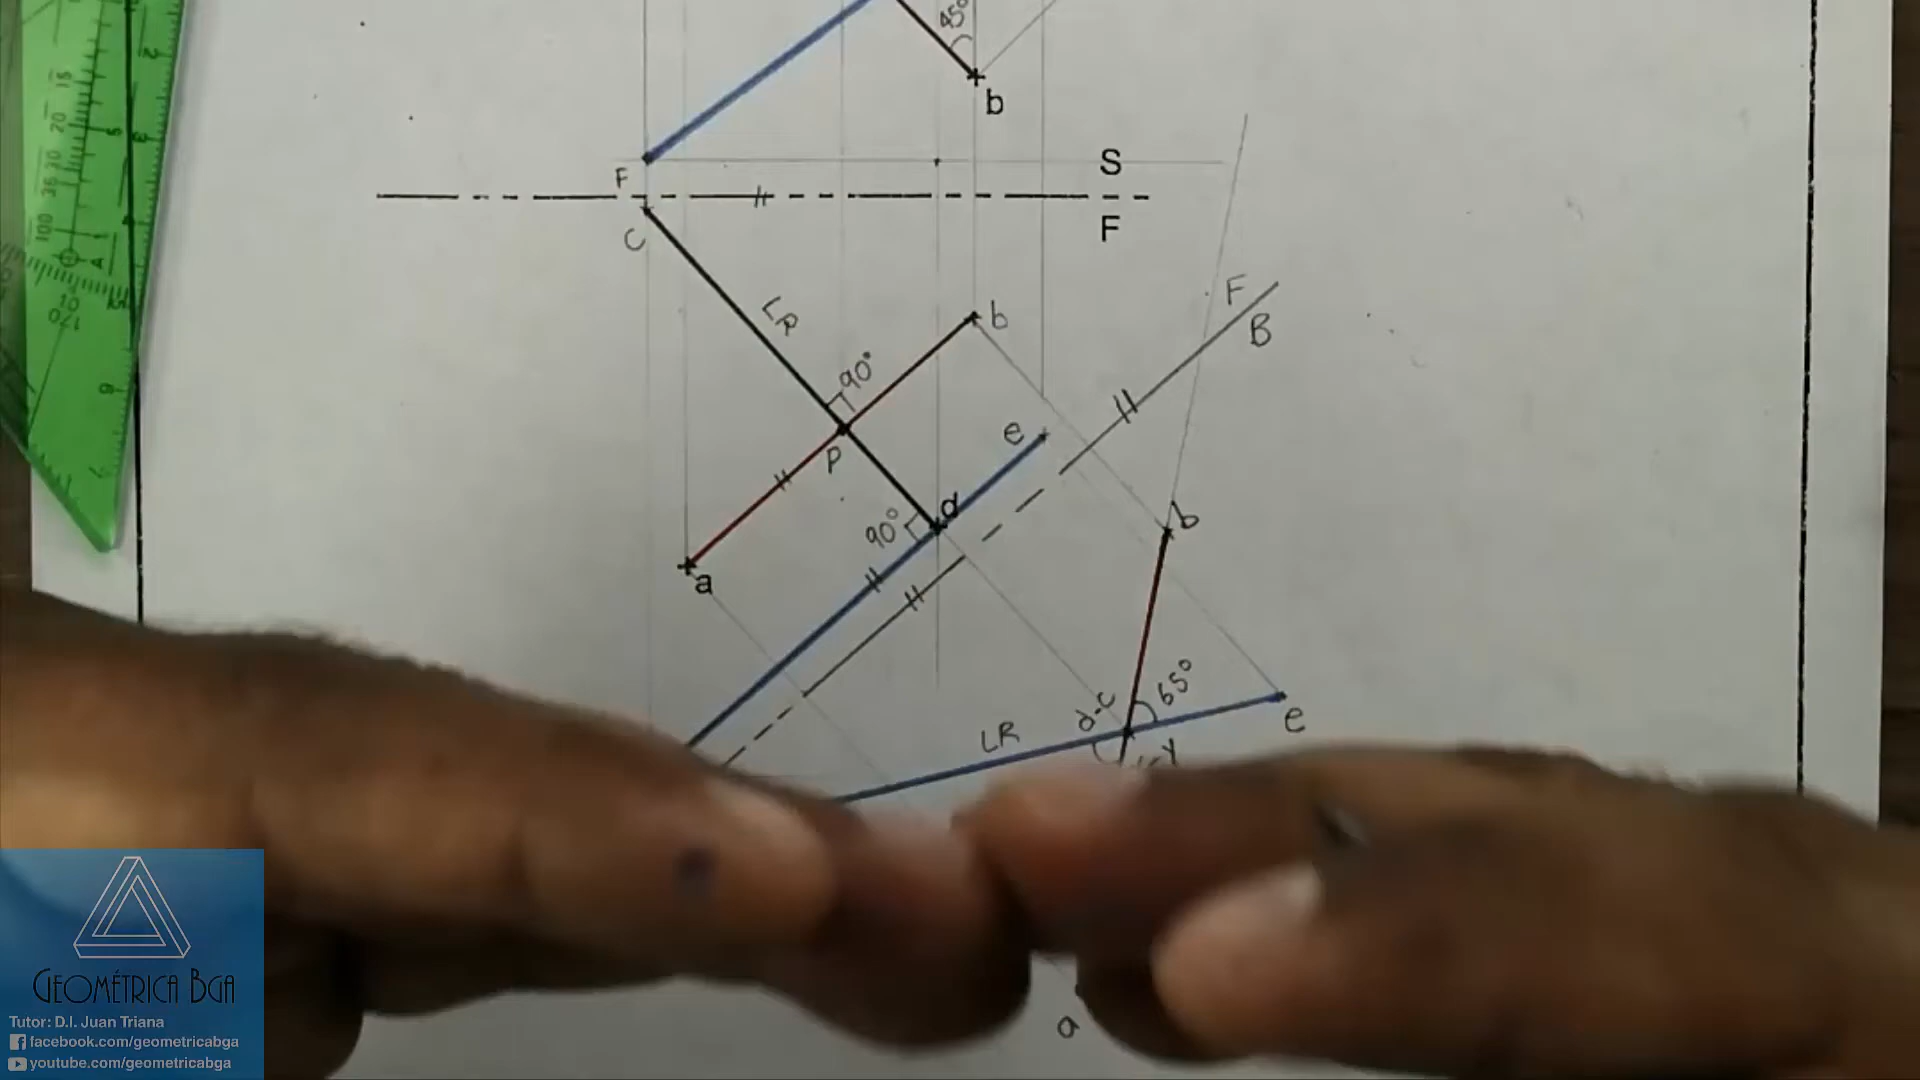 45°
b
S
F
F
C
LR
b
F
B
90°
e
P
d
90°
a
b
65°
d-c
LR
e
a
GEOMÉTRICA BGA
Tutor: D.I. Juan Triana
facebook.com/geometricabga
youtube.com/geometricabga